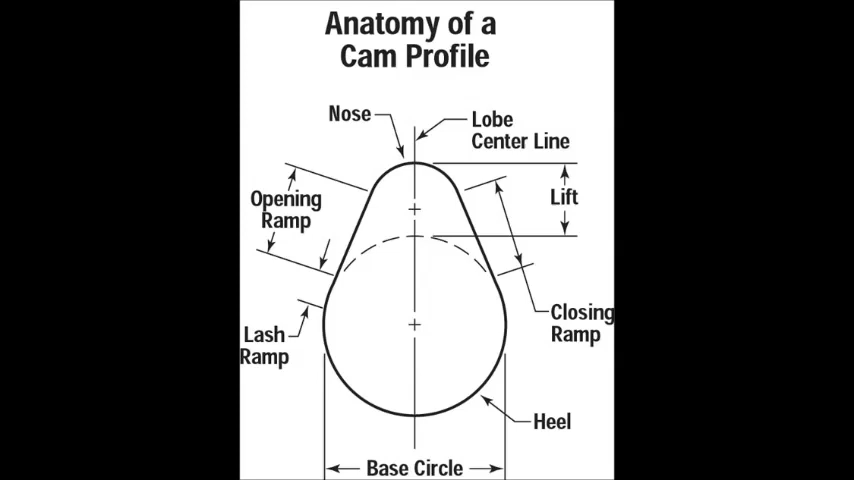 Anatomy of a
Cam Profile
Nose
Lobe
Center Line
Opening
Ramp
Lift
Lash
Ramp
Closing
Ramp
Heel
Base Circle